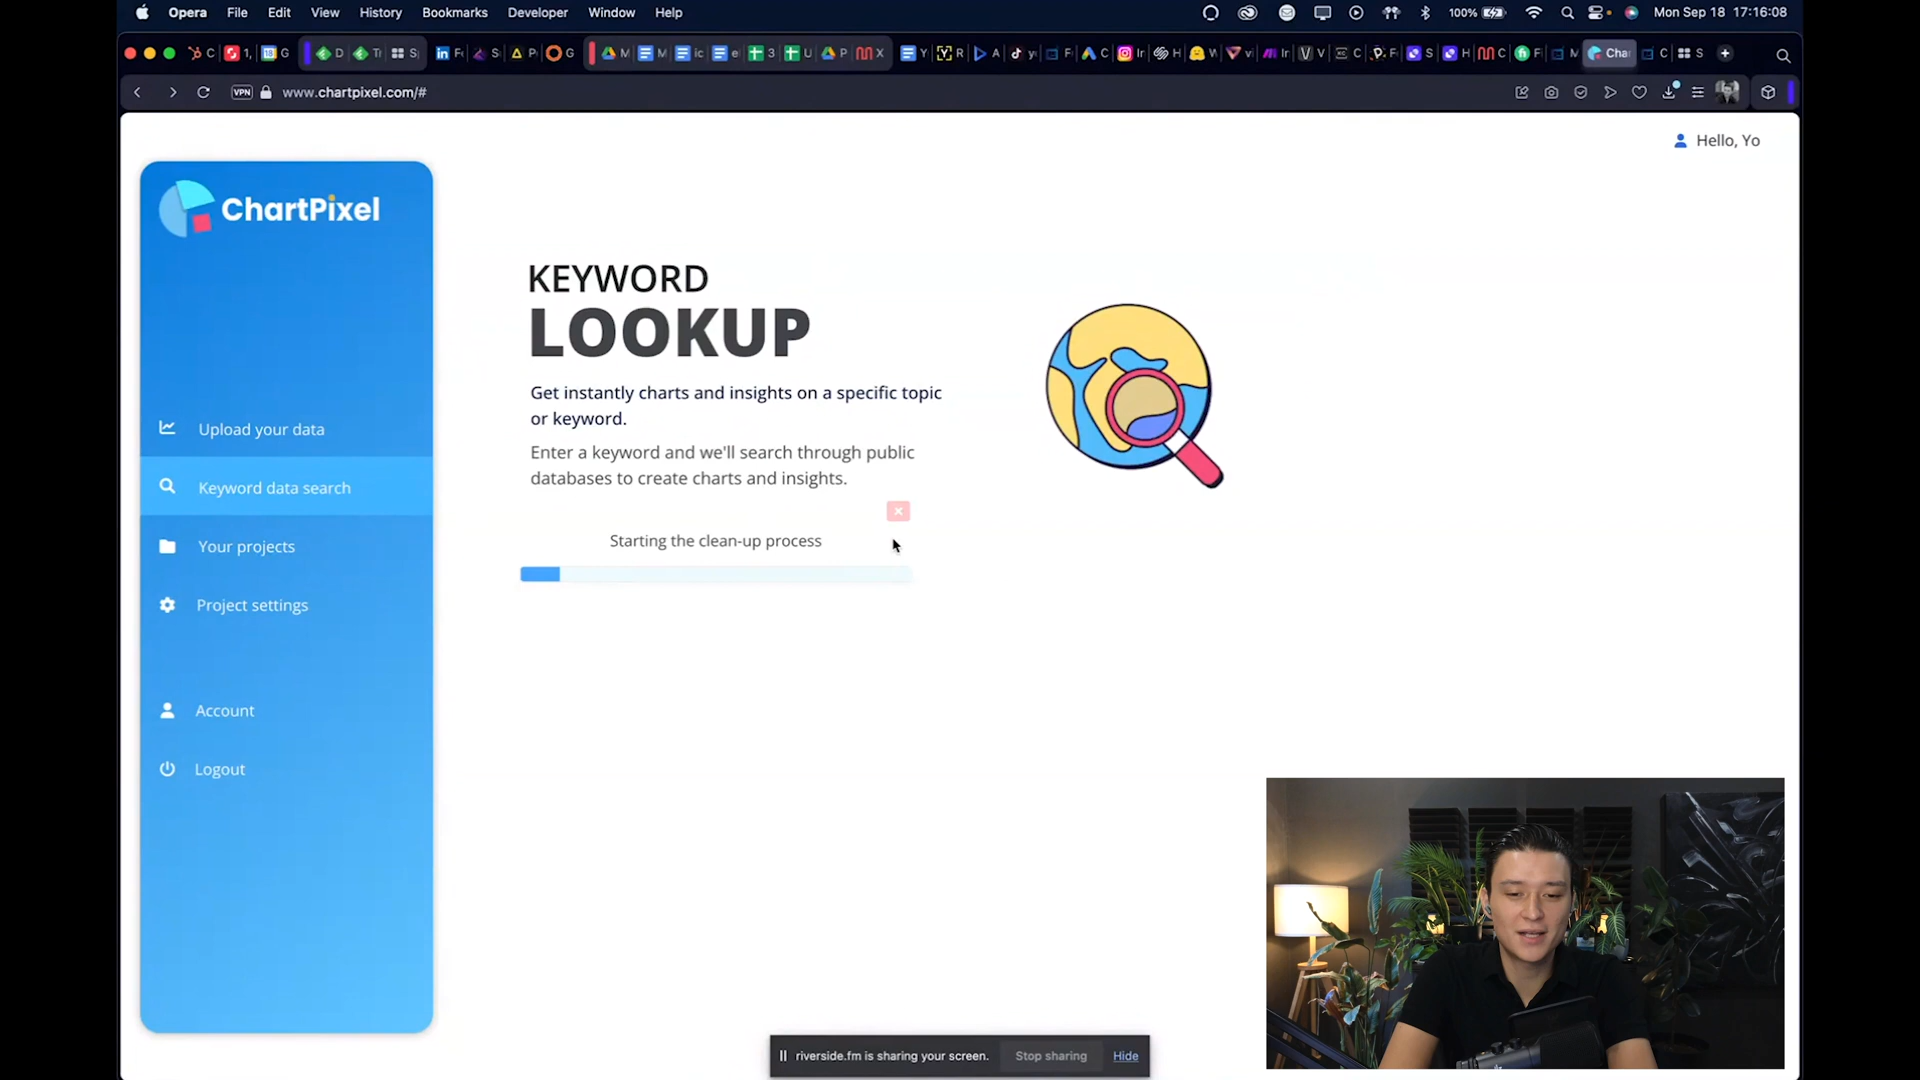 Opera File Edit View History Bookmarks Developer Window Help 100% Mon Sep 18 17:16:08
VPN www.chartpixel.com/#
Hello, Yo
ChartPixel
KEYWORD
LOOKUP
Get instantly charts and insights on a specific topic
or keyword.
Enter a keyword and we'll search through public
databases to create charts and insights.
Starting the clean-up process
Upload your data
Keyword data search
Your projects
Project settings
Account
Logout
riverside.fm is sharing your screen. Stop sharing Hide